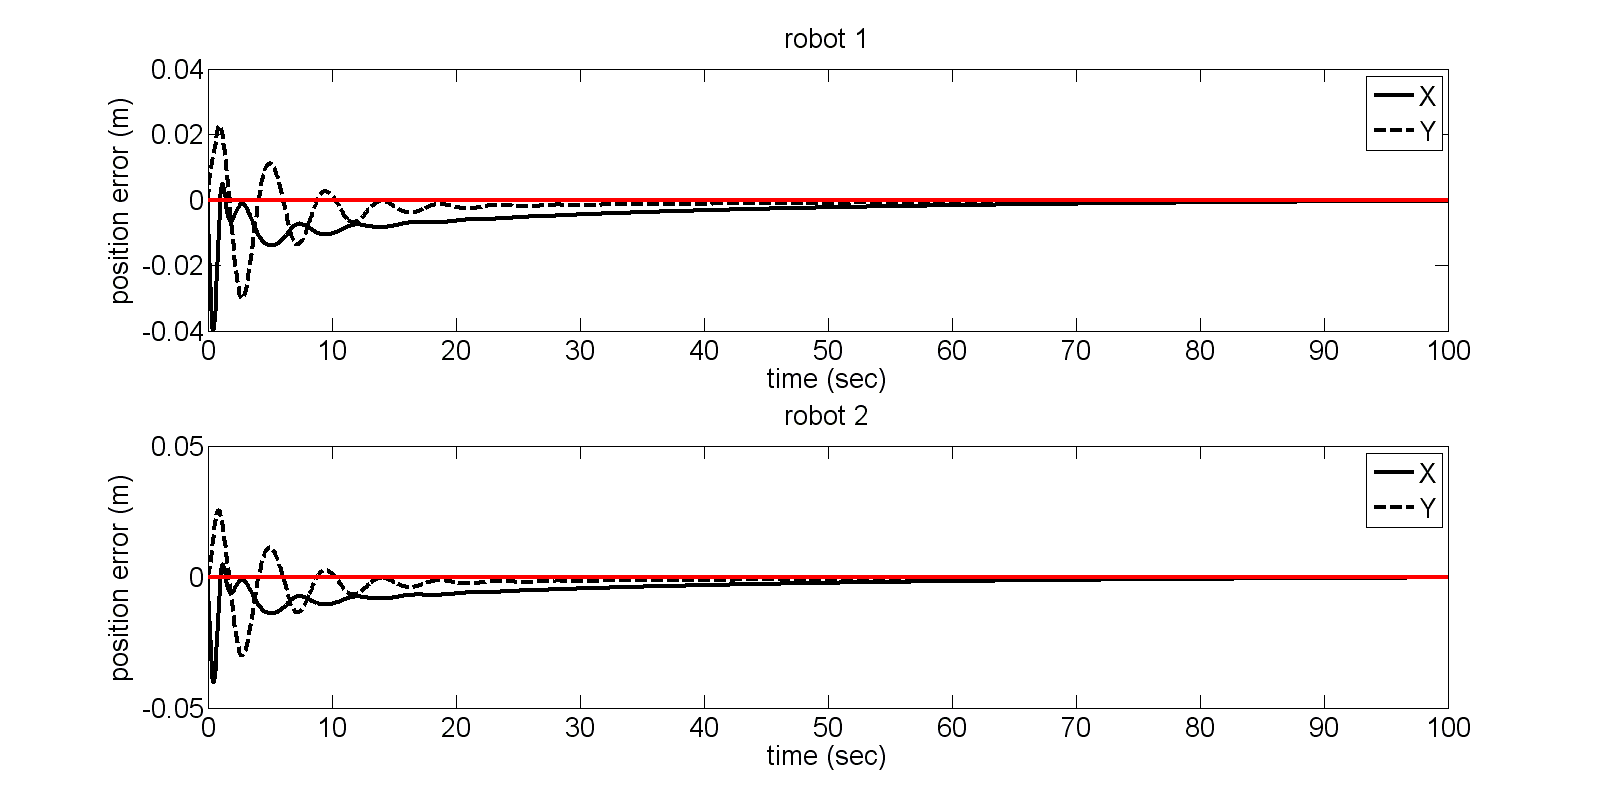 robot 1
0.04
0.02
0
-0.02
-0.04
position error (m)
X
Y
0 10 20 30 40 50 60 70 80 90 100
time (sec)
robot 2
0.05
0
-0.05
position error (m)
X
Y
0 10 20 30 40 50 60 70 80 90 100
time (sec)